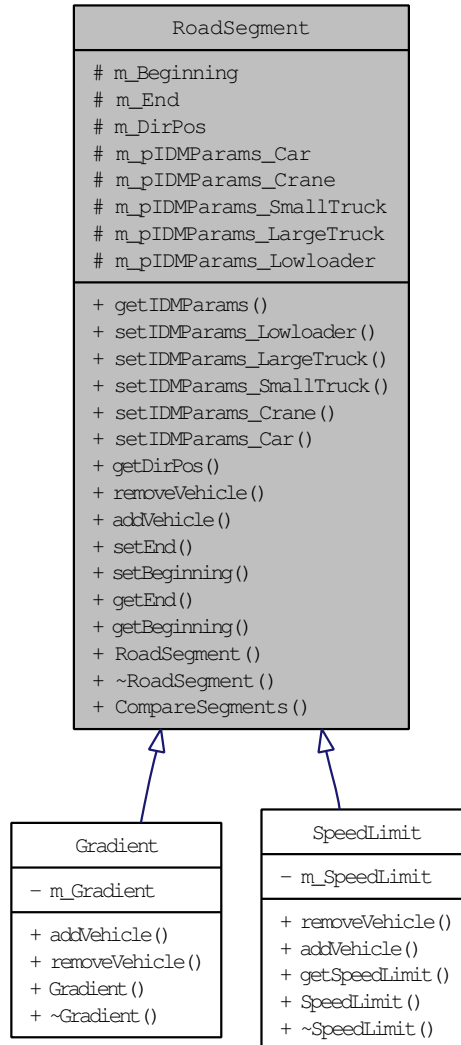 RoadSegment
# m_Beginning
# m_End
# m_DirPos
# m_pIDMParams_Car
# m_pIDMParams_Crane
# m_pIDMParams_SmallTruck
# m_pIDMParams_LargeTruck
# m_pIDMParams_Lowloader
+ getIDMParams()
+ setIDMParams_Lowloader()
+ setIDMParams_LargeTruck()
+ setIDMParams_SmallTruck()
+ setIDMParams_Crane()
+ setIDMParams_Car()
+ getDirPos()
+ removeVehicle()
+ addVehicle()
+ setEnd()
+ setBeginning()
+ getEnd()
+ getBeginning()
+ RoadSegment()
+ ~RoadSegment()
+ CompareSegments()
Gradient
- m_Gradient
+ addVehicle()
+ removeVehicle()
+ Gradient()
+ ~Gradient()
SpeedLimit
- m_SpeedLimit
+ removeVehicle()
+ addVehicle()
+ getSpeedLimit()
+ SpeedLimit()
+ ~SpeedLimit()